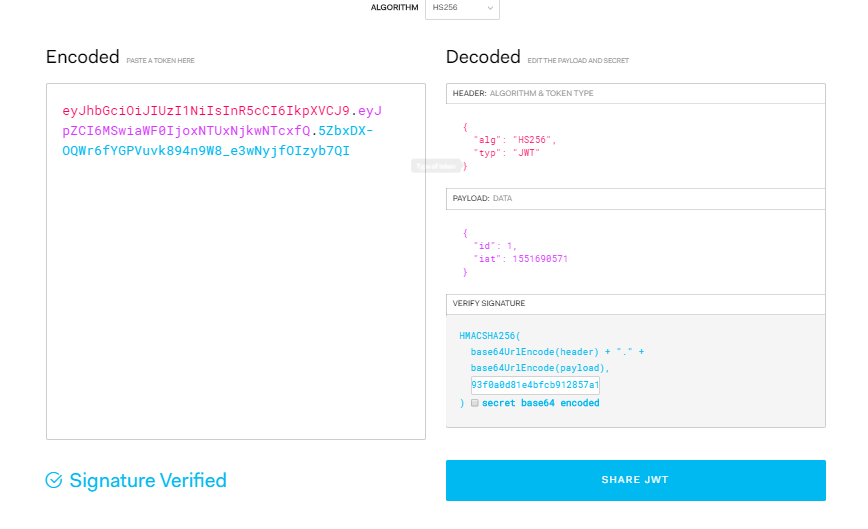 ALGORITHM HS256
Encoded PASTE A TOKEN HERE
eyJhbGciOiJIUzI1NiIsInR5cCI6IkpXVCJ9.eyJ
pZCI6MSwiaWF0IjoxNTUxNjkwNTcxfQ.5ZbxDX-
OQWr6fYGPVuvk894n9W8_e3wNyjfOIzyb7QI
Decoded EDIT THE PAYLOAD AND SECRET
HEADER: ALGORITHM & TOKEN TYPE
{
"alg": "HS256",
"typ": "JWT"
}
PAYLOAD: DATA
{
"id": 1,
"iat": 1551690571
}
VERIFY SIGNATURE
HMACSHA256(
base64UrlEncode(header) + "." +
base64UrlEncode(payload),
93f0a0d81e4bfcb912857a1
) secret base64 encoded
Signature Verified
SHARE JWT